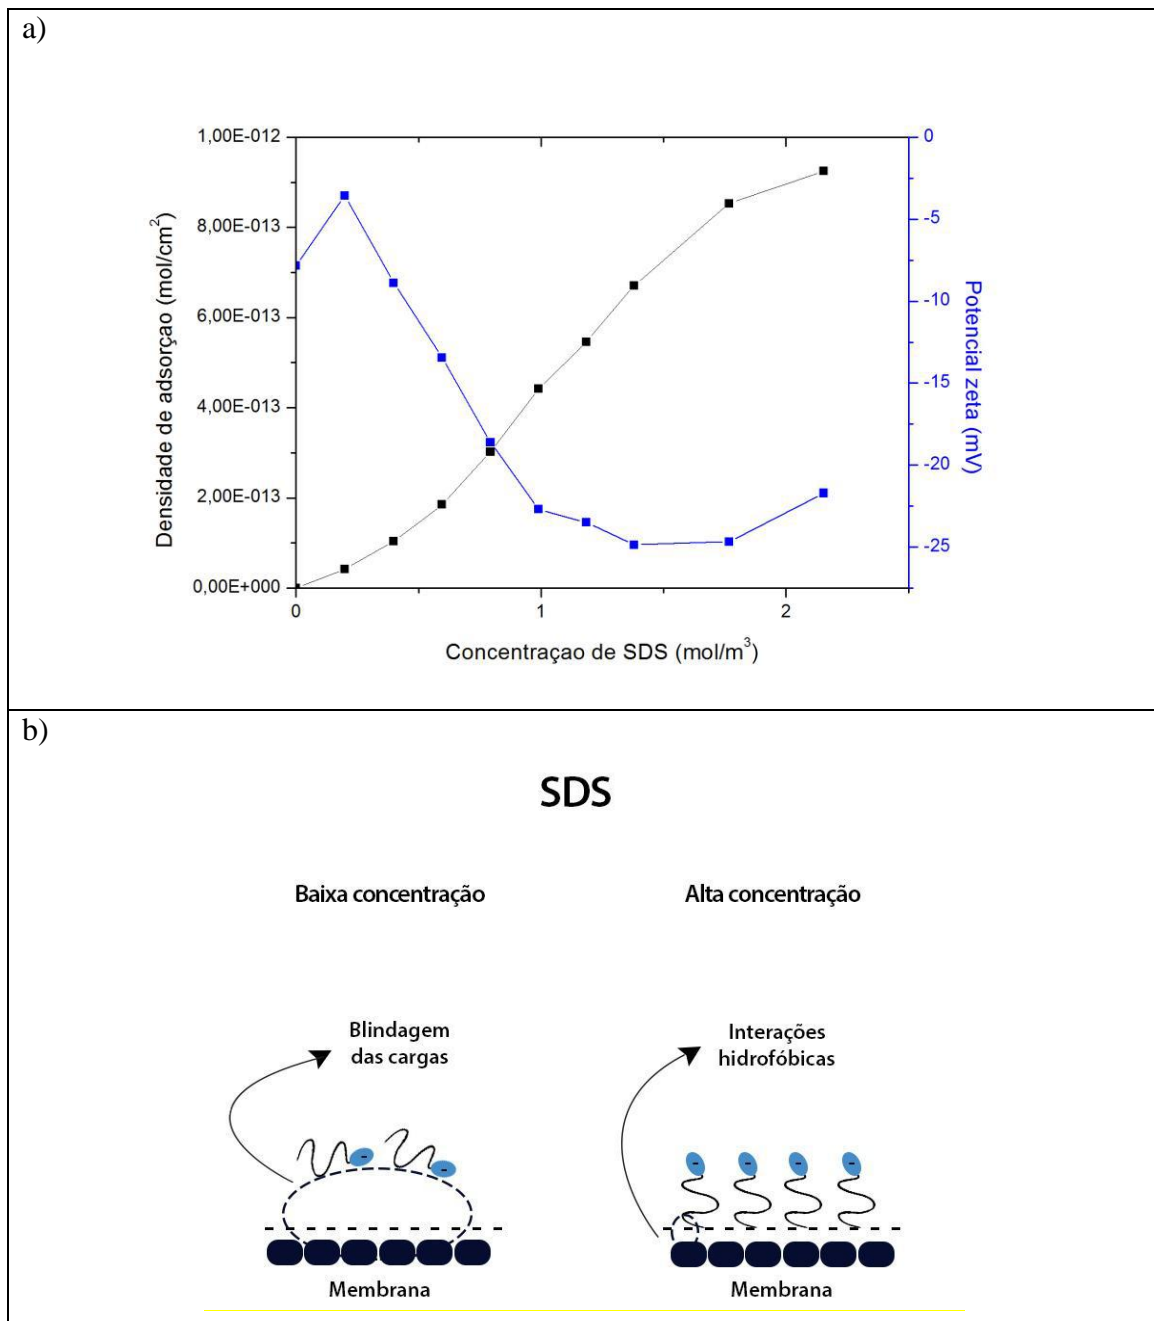 a)
1,00E-012
8,00E-013
6,00E-013
4,00E-013
2,00E-013
0,00E+000
Densidade de adsorçao (mol/cm²)
0
-5
-10
-15
-20
-25
Potencial zeta (mV)
0 1 2
Concentraçao de SDS (mol/m³)
b)
SDS
Baixa concentração
Alta concentração
Blindagem
das cargas
Interações
hidrofóbicas
- -
- - - -
Membrana
Membrana